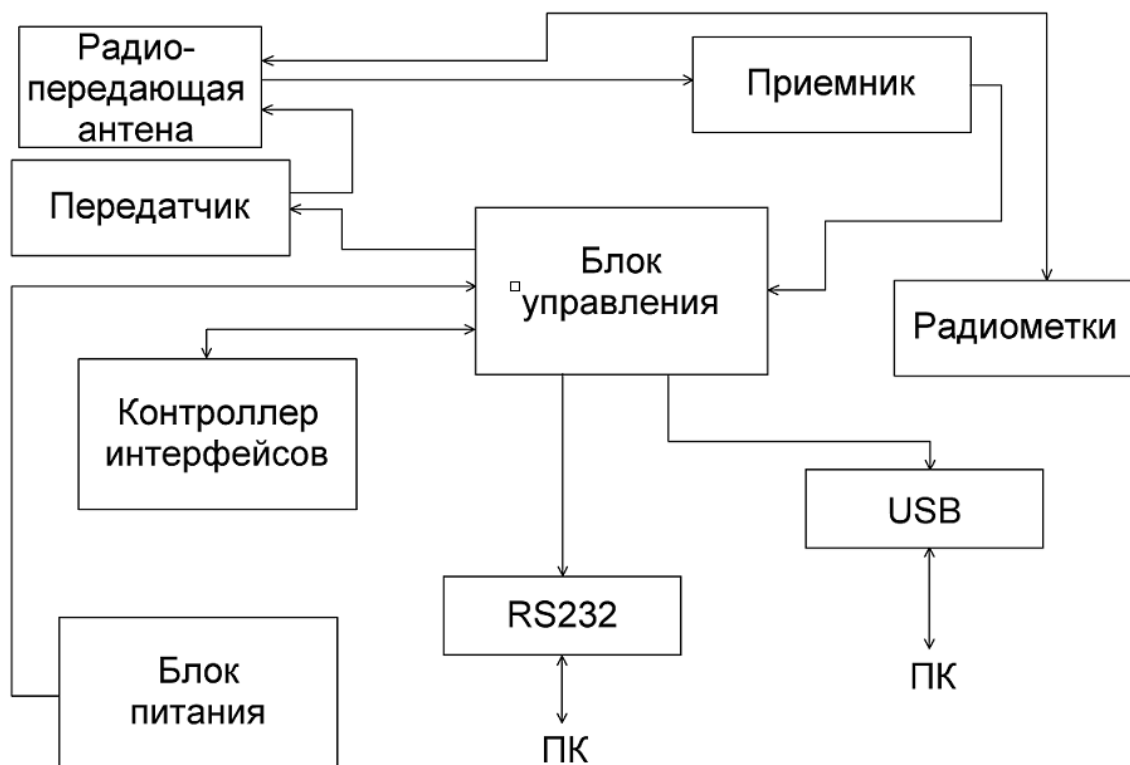 Радио-
передающая
антена
Приемник
Передатчик
Блок
управления
Радиометки
Контроллер
интерфейсов
USB
RS232
Блок
питания
ПК
ПК